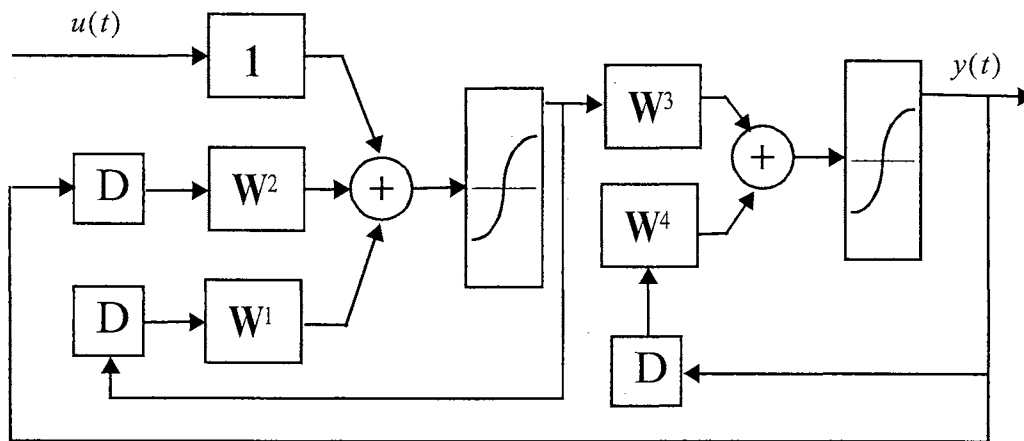 u(t)
1
y(t)
W³
+
D
W²
+
W⁴
D
W¹
D